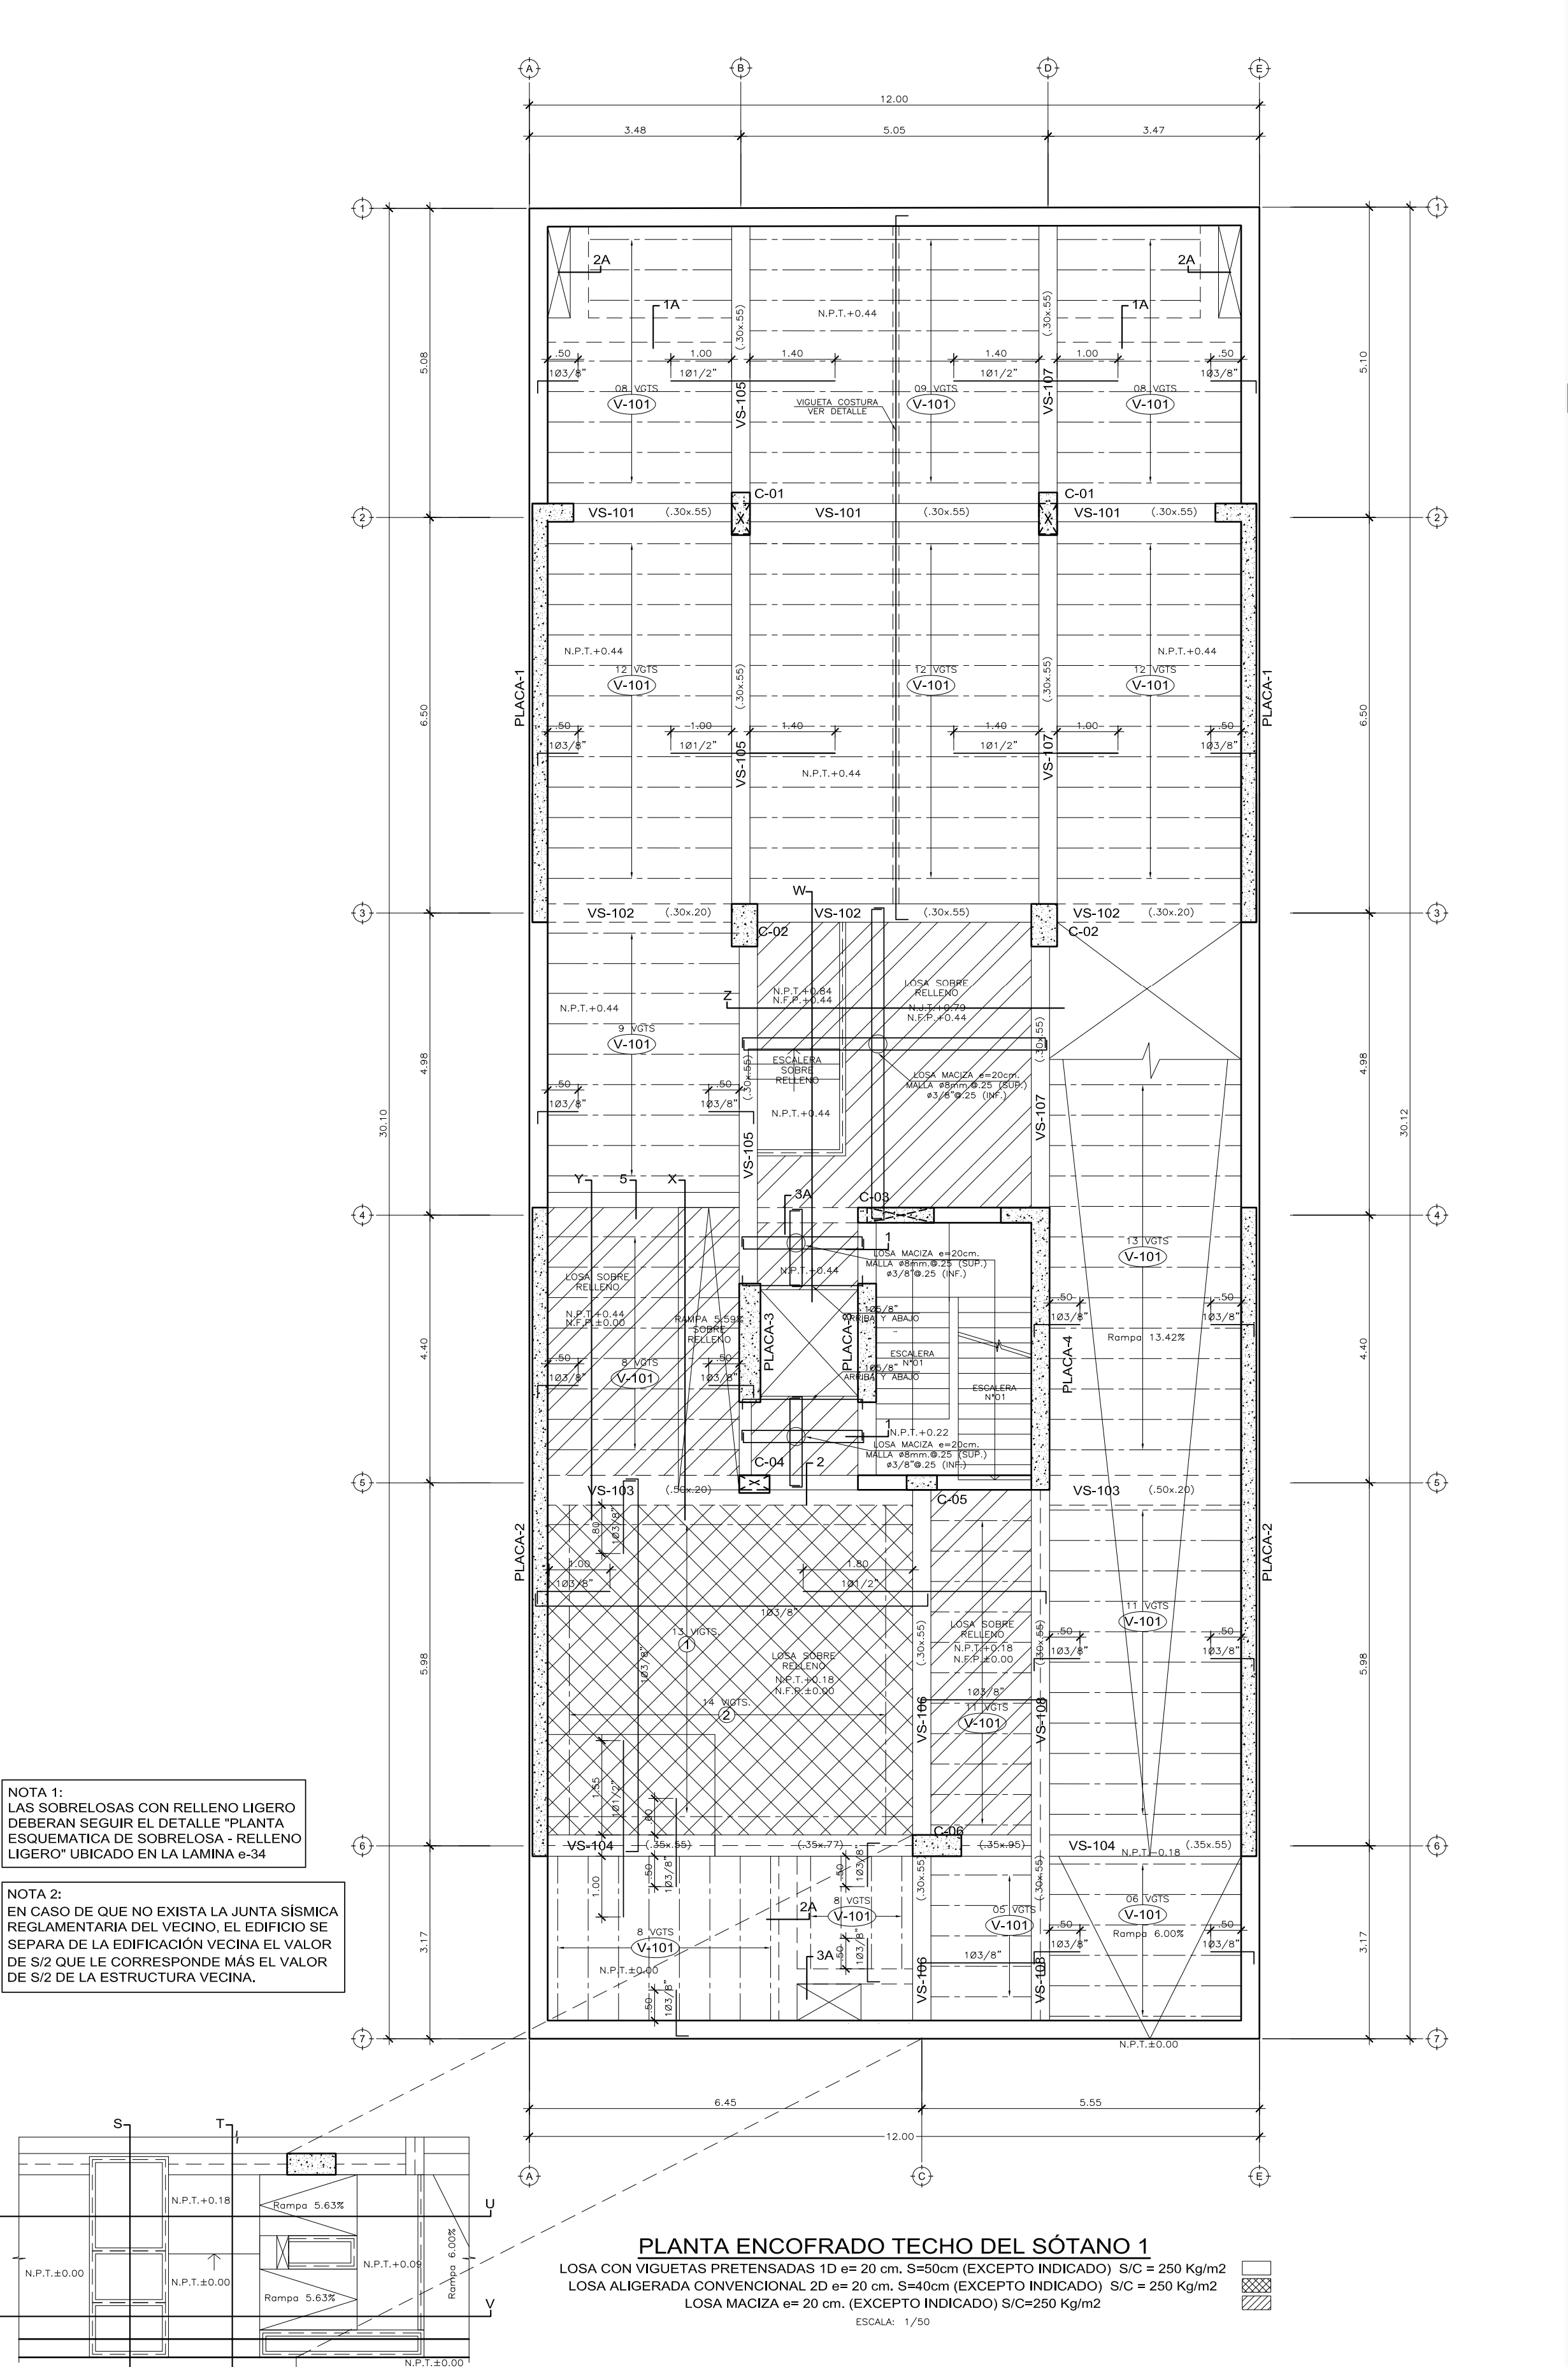 A
B
D
E
12.00
3.48
5.05
3.47
1
1
2A
2A
1A
1A
N.P.T.+0.44
(.30x.55)
(.30x.55)
5.08
5.10
.50
1.00
1.40
1.40
1.00
.50
1Ø3/8"
1Ø1/2"
1Ø1/2"
1Ø3/8"
08 VGTS
V-101
VS-105
VIGUETA COSTURA
VER DETALLE
09 VGTS
V-101
VS-107
08 VGTS
V-101
C-01
C-01
2
VS-101
(.30x.55)
X
VS-101
(.30x.55)
X
VS-101
(.30x.55)
2
N.P.T.+0.44
N.P.T.+0.44
12 VGTS
V-101
(.30x.55)
12 VGTS
V-101
(.30x.55)
12 VGTS
V-101
PLACA-1
PLACA-1
6.50
6.50
.50
1.00
1.40
1.40
1.00
.50
1Ø3/8"
1Ø1/2"
VS-105
1Ø1/2"
VS-107
1Ø3/8"
N.P.T.+0.44
W
3
VS-102
(.30x.20)
VS-102
(.30x.55)
VS-102
(.30x.20)
3
C-02
C-02
N.P.T.+0.84
N.F.P.+0.44
LOSA SOBRE
RELLENO
N.J.T.+0.79
N.F.P.+0.44
Z
N.P.T.+0.44
9 VGTS
V-101
(.30x.55)
ESCALERA
SOBRE
RELLENO
(.30x.55)
LOSA MACIZA e=20cm.
MALLA ø8mm.@.25 (SUP.)
ø3/8"@.25 (INF.)
4.98
4.98
.50
.50
1Ø3/8"
1Ø3/8"
N.P.T.+0.44
VS-105
VS-107
30.10
30.12
Y
5
X
3A
C-03
4
4
1
LOSA MACIZA e=20cm.
MALLA ø8mm.@.25 (SUP.)
ø3/8"@.25 (INF.)
N.P.T.+0.44
13 VGTS
V-101
LOSA SOBRE
RELLENO
N.P.T.+0.44
N.F.P.±0.00
RAMPA 5.59%
SOBRE
RELLENO
PLACA-3
PLACA-3
1Ø5/8"
ARRIBA Y ABAJO
ESCALERA
N°01
1Ø5/8"
ARRIBA Y ABAJO
ESCALERA
N°01
PLACA-4
.50
.50
1Ø3/8"
1Ø3/8"
Rampa 13.42%
4.40
4.40
.50
8 VGTS
.50
1Ø3/8"
V-101
1Ø3/8"
1
N.P.T.+0.22
LOSA MACIZA e=20cm.
MALLA ø8mm.@.25 (SUP.)
ø3/8"@.25 (INF.)
C-04
X
2
5
VS-103
(.50x.20)
C-05
VS-103
(.50x.20)
5
PLACA-2
PLACA-2
.80
1Ø3/8"
1.00
1Ø3/8"
1.80
1Ø1/2"
1Ø3/8"
11 VGTS
V-101
13 VIGTS.
1
1Ø3/8"
LOSA SOBRE
RELLENO
N.P.T.+0.18
N.F.P.±0.00
(.30x.55)
LOSA SOBRE
RELLENO
N.P.T.+0.18
N.F.P.±0.00
(.30x.55)
.50
.50
1Ø3/8"
1Ø3/8"
5.98
5.98
14 VIGTS.
2
VS-106
1Ø3/8"
11 VGTS
V-101
VS-108
1.55
1Ø1/2"
.60
C-06
6
VS-104
(.35x.55)
(.35x.77)
(.35x.95)
VS-104
(.35x.55)
6
N.P.T.-0.18
1.00
.50
1Ø3/8"
.50
1Ø3/8"
(.30x.55)
(.30x.55)
2A
8 VGTS
V-101
05 VGTS
V-101
06 VGTS
V-101
Rampa 6.00%
.50
.50
1Ø3/8"
1Ø3/8"
8 VGTS
V-101
3A
1Ø3/8"
.50
1Ø3/8"
N.P.T.±0.00
.50
1Ø3/8"
VS-106
VS-108
3.17
3.17
7
7
N.P.T.±0.00
6.45
5.55
12.00
A
C
E
NOTA 1:
LAS SOBRELOSAS CON RELLENO LIGERO
DEBERAN SEGUIR EL DETALLE "PLANTA
ESQUEMATICA DE SOBRELOSA - RELLENO
LIGERO" UBICADO EN LA LAMINA e-34
NOTA 2:
EN CASO DE QUE NO EXISTA LA JUNTA SÍSMICA
REGLAMENTARIA DEL VECINO, EL EDIFICIO SE
SEPARA DE LA EDIFICACIÓN VECINA EL VALOR
DE S/2 QUE LE CORRESPONDE MÁS EL VALOR
DE S/2 DE LA ESTRUCTURA VECINA.
S
T
N.P.T.+0.18
Rampa 5.63%
U
N.P.T.±0.00
N.P.T.±0.00
N.P.T.+0.09
Rampa 6.00%
Rampa 5.63%
V
N.P.T.±0.00
PLANTA ENCOFRADO TECHO DEL SÓTANO 1
LOSA CON VIGUETAS PRETENSADAS 1D e= 20 cm. S=50cm (EXCEPTO INDICADO) S/C = 250 Kg/m2
LOSA ALIGERADA CONVENCIONAL 2D e= 20 cm. S=40cm (EXCEPTO INDICADO) S/C = 250 Kg/m2
LOSA MACIZA e= 20 cm. (EXCEPTO INDICADO) S/C=250 Kg/m2
ESCALA: 1/50